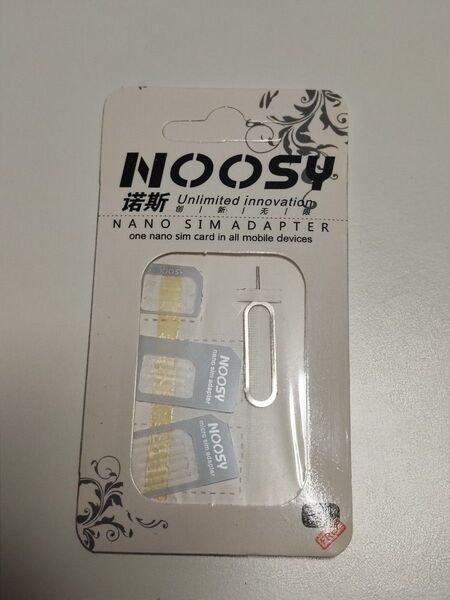 NOOSY
诺斯 Unlimited innovation
创 | 新 | 无 | 限
NANO SIM ADAPTER
one nano sim card in all mobile devices
NOOSY
NOOSY
nano sim adapter
NOOSY
micro sim adapter